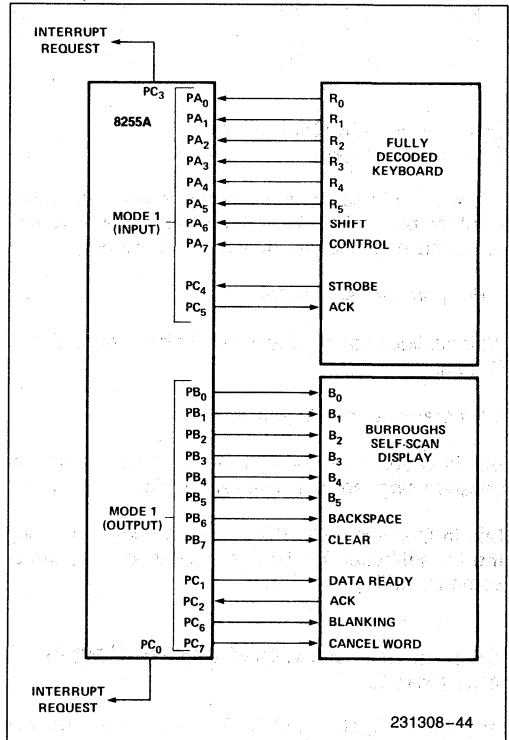 INTERRUPT
REQUEST
PC₃
8255A
PA₀ R₀
PA₁ R₁
PA₂ R₂
PA₃ R₃
PA₄ R₄
PA₅ R₅
PA₆ SHIFT
PA₇ CONTROL
FULLY
DECODED
KEYBOARD
MODE 1
(INPUT)
PC₄ STROBE
PC₅ ACK
PB₀ B₀
PB₁ B₁
PB₂ B₂
PB₃ B₃
PB₄ B₄
PB₅ B₅
PB₆ BACKSPACE
PB₇ CLEAR
BURROUGHS
SELF-SCAN
DISPLAY
MODE 1
(OUTPUT)
PC₁ DATA READY
PC₂ ACK
PC₆ BLANKING
PC₇ CANCEL WORD
PC₀
INTERRUPT
REQUEST
231308–44